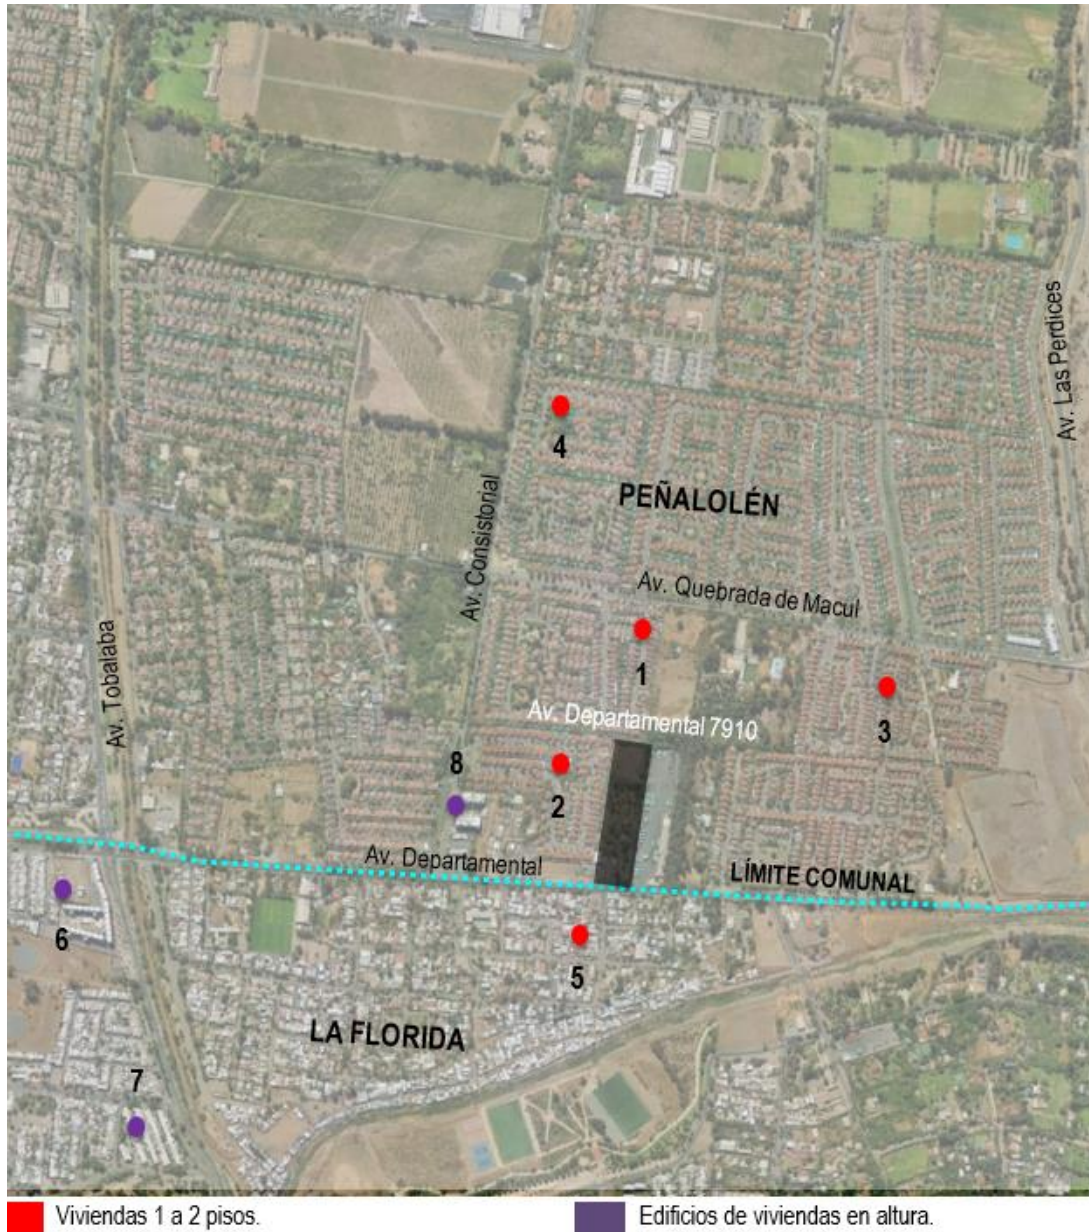 Av. Las Perdices
4
PEÑALOLÉN
Av. Consistorial
Av. Quebrada de Macul
Av. Tobalaba
1
3
Av. Departamental 7910
8
2
Av. Departamental
LÍMITE COMUNAL
6
5
LA FLORIDA
7
Viviendas 1 a 2 pisos.
Edificios de viviendas en altura.